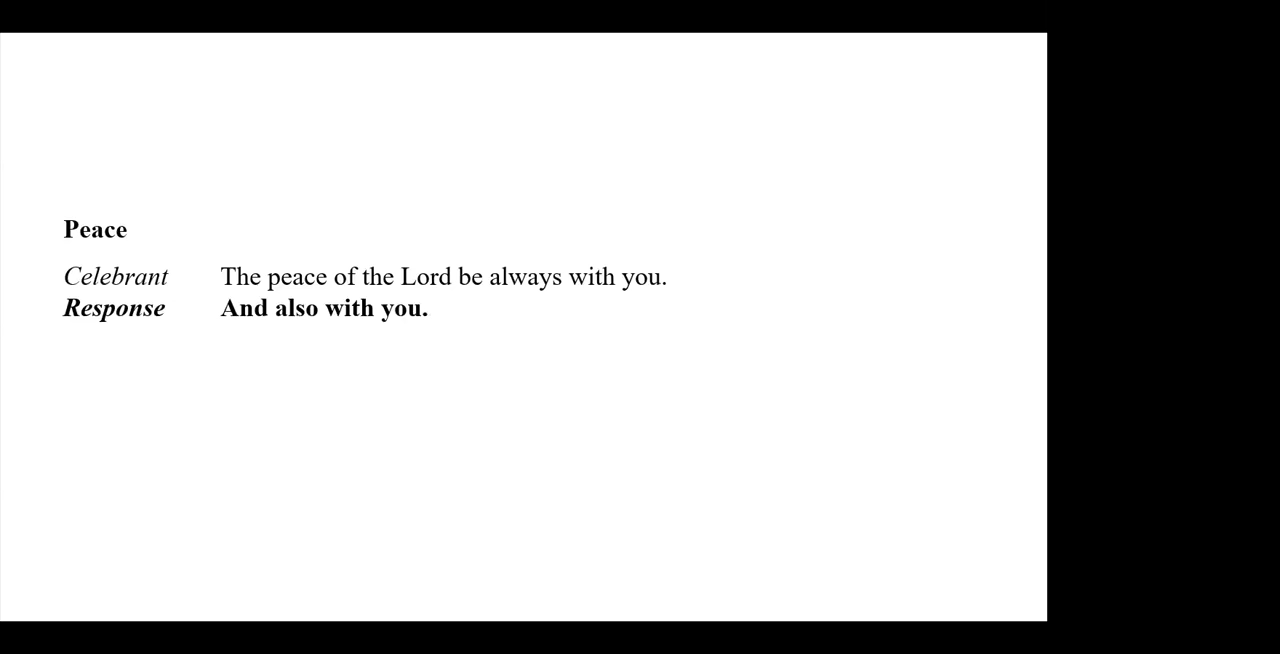 Peace
Celebrant The peace of the Lord be always with you.
Response And also with you.